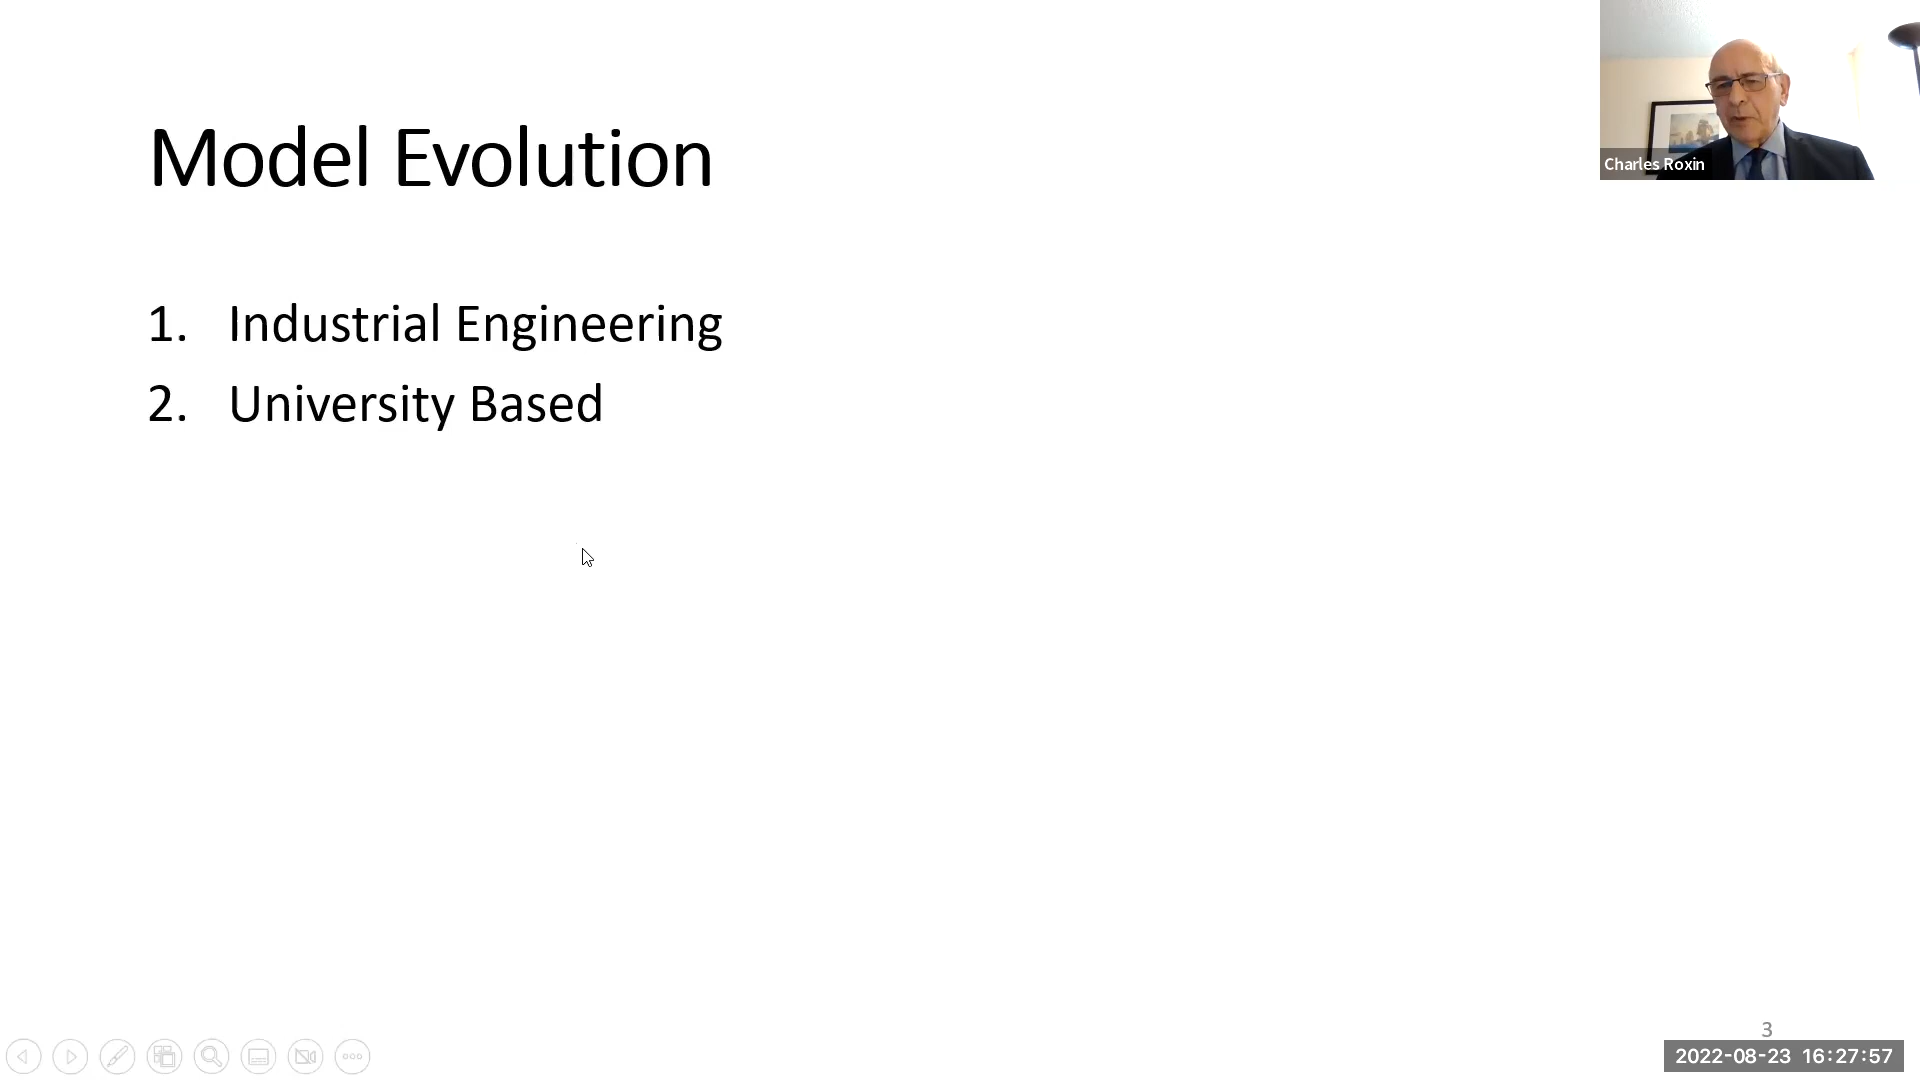 Model Evolution
1. Industrial Engineering
2. University Based
Charles Roxin
3
2022-08-23 16:27:57